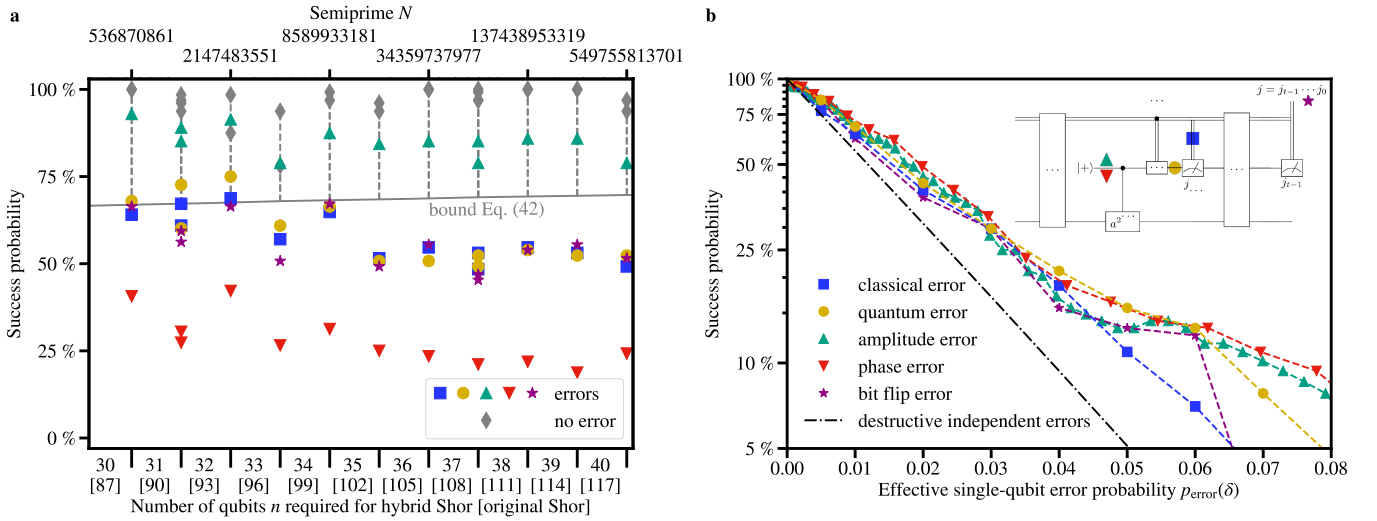 a
Semiprime N
536870861
8589933181
137438953319
2147483551
34359737977
549755813701
100 %
75 %
50 %
25 %
0 %
Success probability
bound Eq. (42)
errors
no error
30 31 32 33 34 35 36 37 38 39 40
[87] [90] [93] [96] [99] [102] [105] [108] [111] [114] [117]
Number of qubits n required for hybrid Shor [original Shor]
b
100 %
75 %
50 %
25 %
10 %
5 %
Success probability
j = jₜ₋₁ ⋯ j₀
⋯
|+⟩
⋯
⋯
⋯
j
⋯
jₜ₋₁
a^{2^{⋯}}
classical error
quantum error
amplitude error
phase error
bit flip error
destructive independent errors
0.00 0.01 0.02 0.03 0.04 0.05 0.06 0.07 0.08
Effective single-qubit error probability p_error(δ)